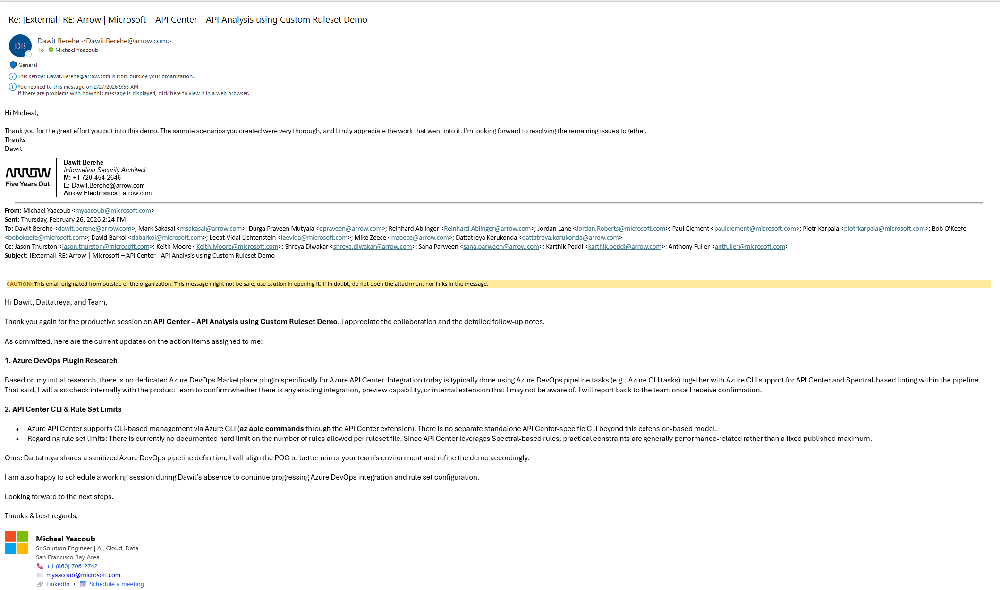 Re: [External] RE: Arrow | Microsoft – API Center - API Analysis using Custom Ruleset Demo
DB
Dawit Berehe <Dawit.Berehe@arrow.com>
To Michael Yaacoub
General
This sender Dawit.Berehe@arrow.com is from outside your organization.
You replied to this message on 2/27/2026 9:53 AM.
If there are problems with how this message is displayed, click here to view it in a web browser.
Hi Micheal,
Thank you for the great effort you put into this demo. The sample scenarios you created were very thorough, and I truly appreciate the work that went into it. I'm looking forward to resolving the remaining issues together.
Thanks
Dawit
ARROW
Five Years Out
Dawit Berehe
Information Security Architect
M: +1 720-454-2646
E: Dawit.Berehe@arrow.com
Arrow Electronics | arrow.com
From: Michael Yaacoub <myaacoub@microsoft.com>
Sent: Thursday, February 26, 2026 2:24 PM
To: Dawit Berehe <dawit.berehe@arrow.com>; Mark Sakasai <msakasai@arrow.com>; Durga Praveen Mutyala <dpraveen@arrow.com>; Reinhard Ablinger <Reinhard.Ablinger@arrow.com>; Jordan Lane <Jordan.Roberts@microsoft.com>; Paul Clement <paulclement@microsoft.com>; Piotr Karpala <piotrkarpala@microsoft.com>; Bob O'Keefe
<bobokeefe@microsoft.com>; David Barkol <dabarkol@microsoft.com>; Leeat Vidal Lichtenstein <leevida@microsoft.com>; Mike Zeece <mzeece@arrow.com>; Dattatreya Korukonda <dattatreya.korukonda@arrow.com>
Cc: Jason Thurston <jason.thurston@microsoft.com>; Keith Moore <Keith.Moore@microsoft.com>; Shreya Diwakar <shreya.diwakar@arrow.com>; Sana Parween <sana.parween@arrow.com>; Karthik Peddi <karthik.peddi@arrow.com>; Anthony Fuller <antfuller@microsoft.com>
Subject: [External] RE: Arrow | Microsoft – API Center - API Analysis using Custom Ruleset Demo
CAUTION: This email originated from outside of the organization. This message might not be safe, use caution in opening it. If in doubt, do not open the attachment nor links in the message.
Hi Dawit, Dattatreya, and Team,
Thank you again for the productive session on API Center – API Analysis using Custom Ruleset Demo. I appreciate the collaboration and the detailed follow-up notes.
As committed, here are the current updates on the action items assigned to me:
1. Azure DevOps Plugin Research
Based on my initial research, there is no dedicated Azure DevOps Marketplace plugin specifically for Azure API Center. Integration today is typically done using Azure DevOps pipeline tasks (e.g., Azure CLI tasks) together with Azure CLI support for API Center and Spectral-based linting within the pipeline.
That said, I will also check internally with the product team to confirm whether there is any existing integration, preview capability, or internal extension that I may not be aware of. I will report back to the team once I receive confirmation.
2. API Center CLI & Rule Set Limits
• Azure API Center supports CLI-based management via Azure CLI (az apic commands through the API Center extension). There is no separate standalone API Center-specific CLI beyond this extension-based model.
• Regarding rule set limits: There is currently no documented hard limit on the number of rules allowed per ruleset file. Since API Center leverages Spectral-based rules, practical constraints are generally performance-related rather than a fixed published maximum.
Once Dattatreya shares a sanitized Azure DevOps pipeline definition, I will align the POC to better mirror your team's environment and refine the demo accordingly.
I am also happy to schedule a working session during Dawit's absence to continue progressing Azure DevOps integration and rule set configuration.
Looking forward to the next steps.
Thanks & best regards,
Michael Yaacoub
Sr Solution Engineer | AI, Cloud, Data
San Francisco Bay Area
+1 (860) 706-2742
myaacoub@microsoft.com
LinkedIn • Schedule a meeting